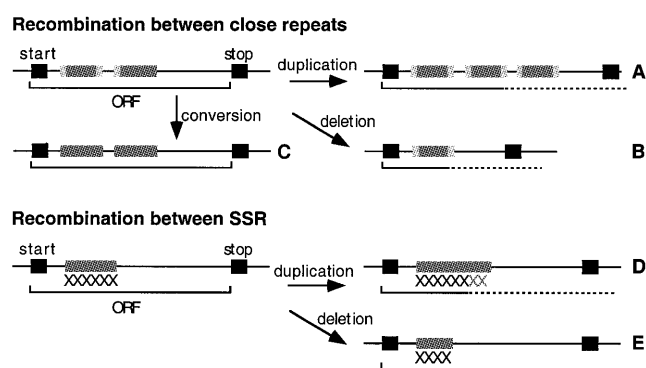 Recombination between close repeats
start stop duplication
A
ORF
conversion
deletion
C
B
Recombination between SSR
start stop
duplication
D
XXXXXX XXXXXXXX
ORF
deletion
E
XXXX